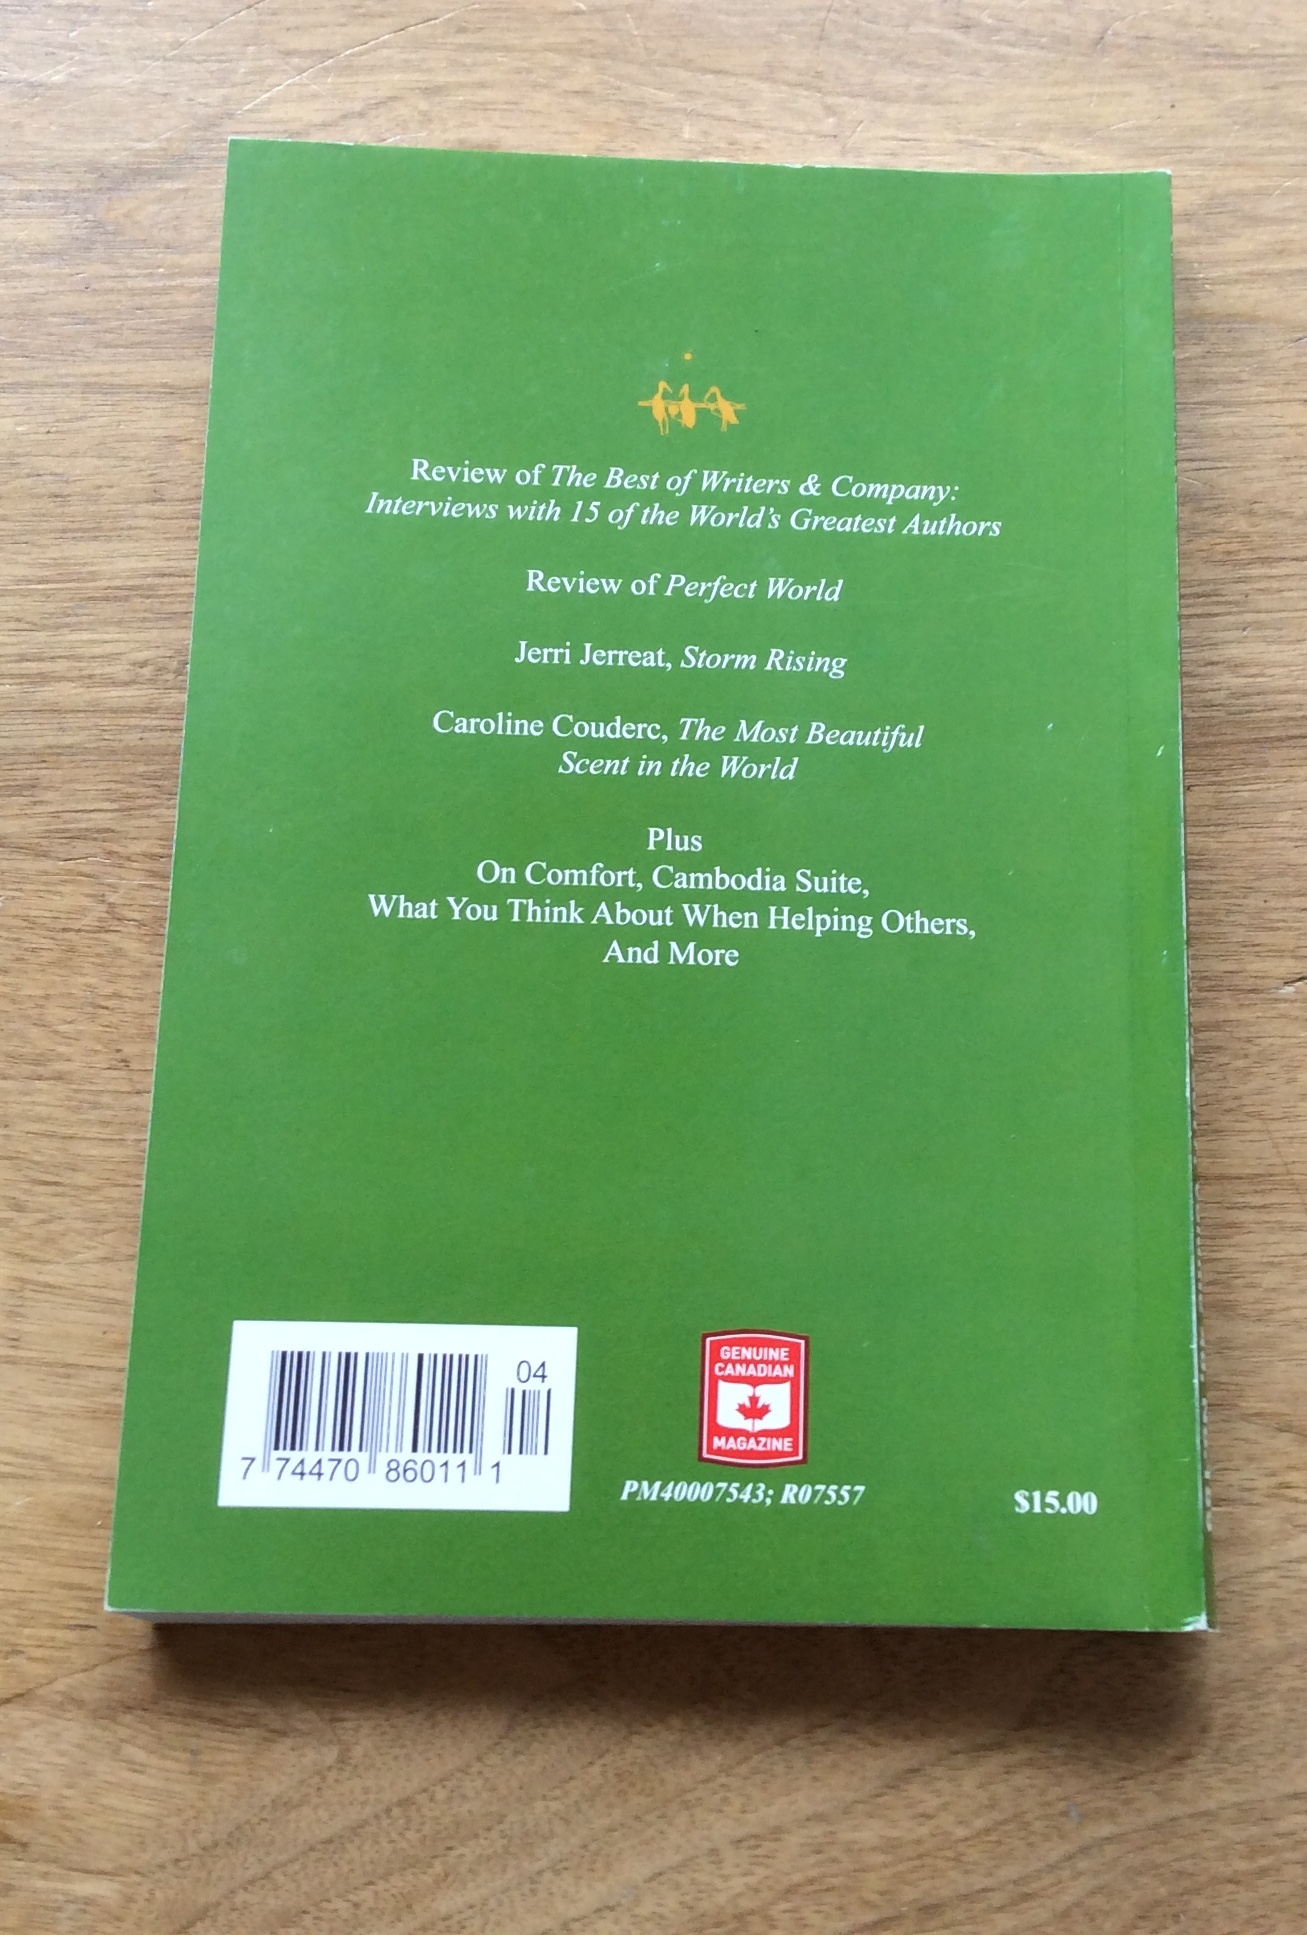 Review of The Best of Writers & Company:
Interviews with 15 of the World's Greatest Authors
Review of Perfect World
Jerri Jerreat, Storm Rising
Caroline Couderc, The Most Beautiful
Scent in the World
Plus
On Comfort, Cambodia Suite,
What You Think About When Helping Others,
And More
04
7 74470 86011 1
GENUINE
CANADIAN
MAGAZINE
PM40007543; R07557
$15.00